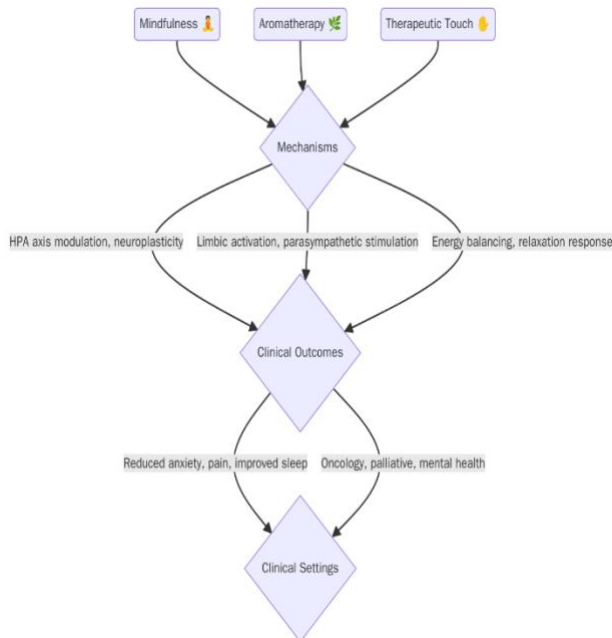 Mindfulness 🧘
Aromatherapy 🌿
Therapeutic Touch ✋
Mechanisms
HPA axis modulation, neuroplasticity
Limbic activation, parasympathetic stimulation
Energy balancing, relaxation response
Clinical Outcomes
Reduced anxiety, pain, improved sleep
Oncology, palliative, mental health
Clinical Settings